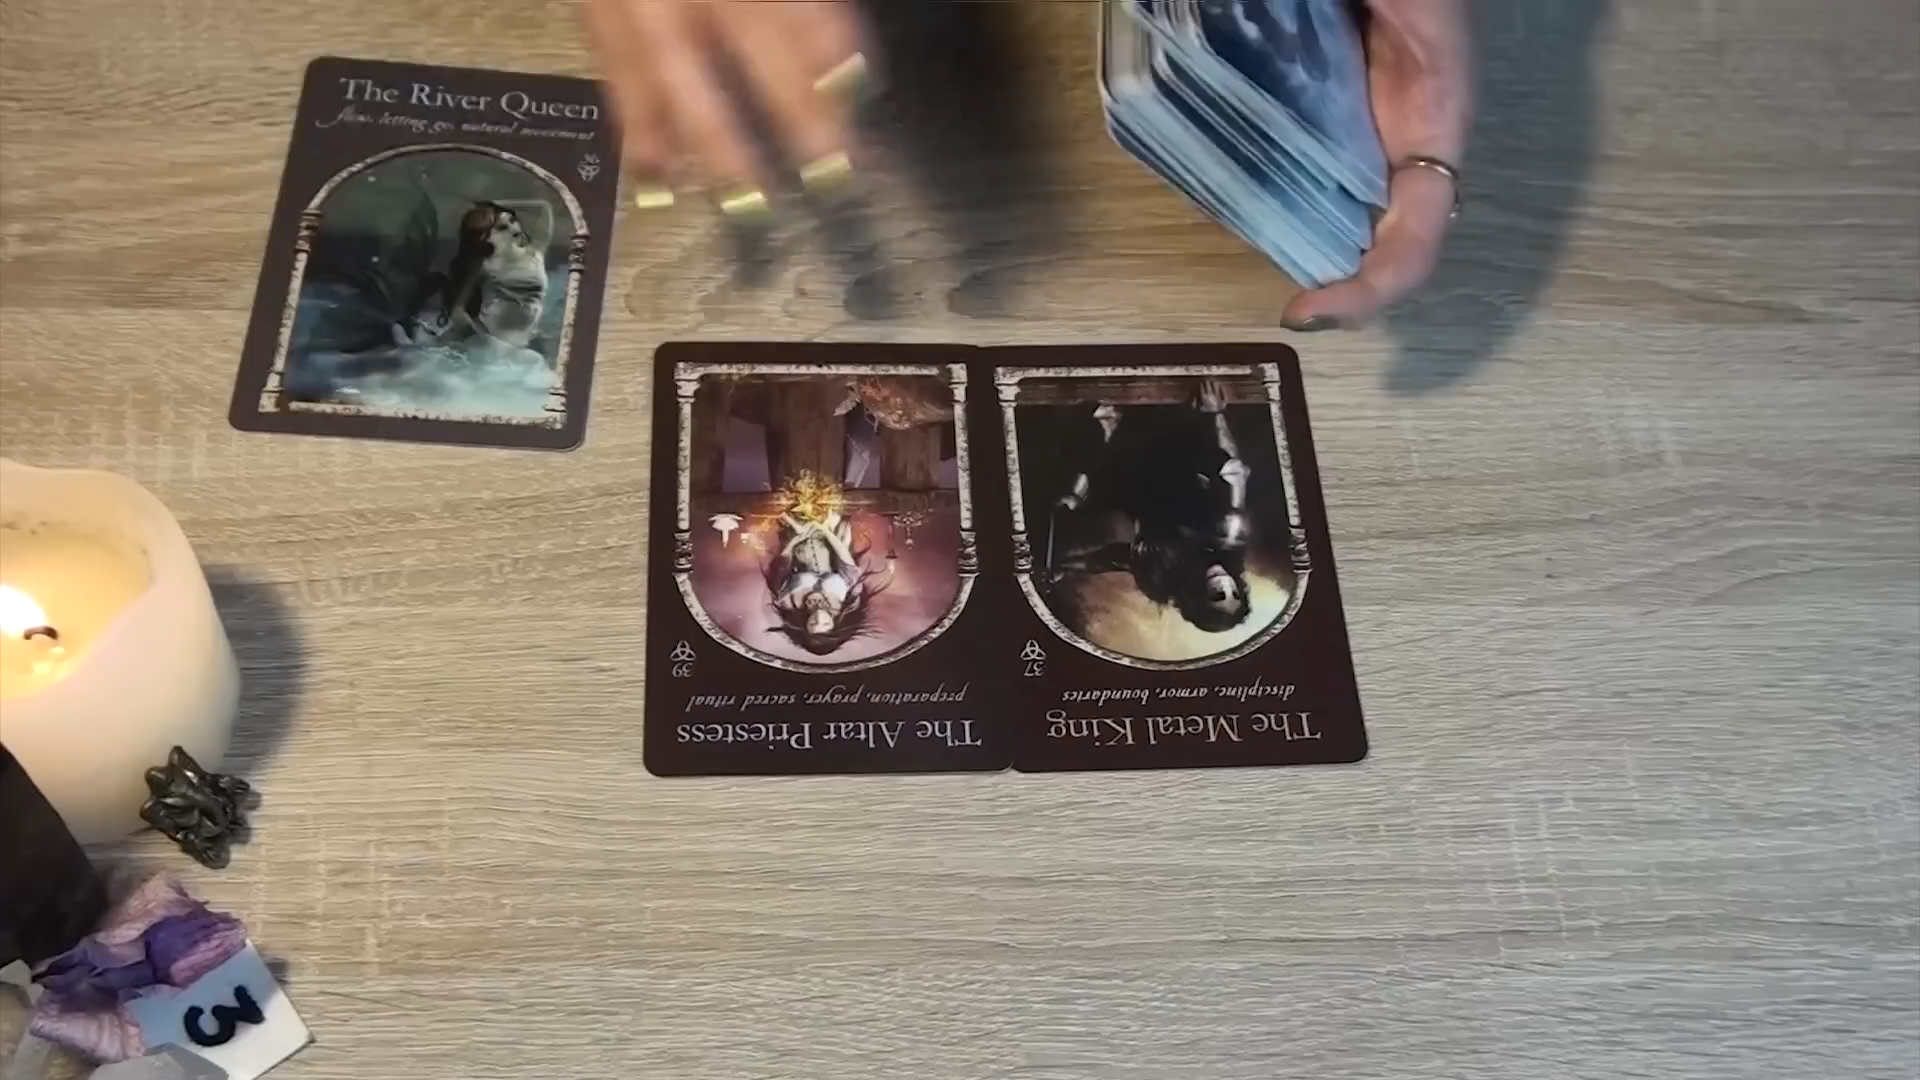 The River Queen
flow, letting go, natural movement
36
39
preparation, prayer, sacred ritual
The Altar Priestess
37
discipline, armor, boundaries
The Metal King
3